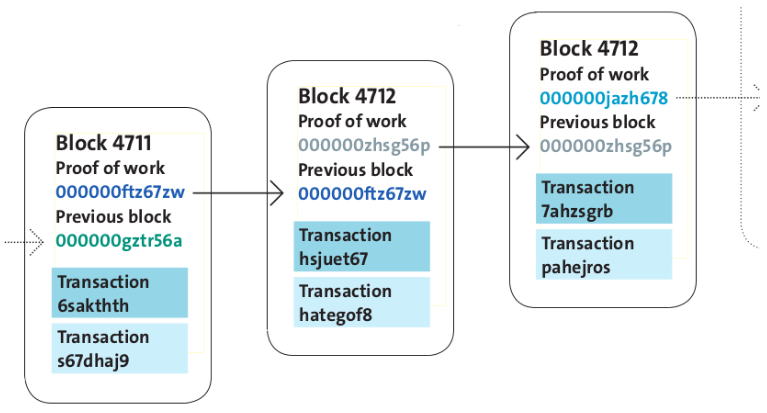 Block 4711
Proof of work
000000ftz67zw
Previous block
000000gztr56a
Transaction
6sakthth
Transaction
s67dhaj9
Block 4712
Proof of work
000000zhsg56p
Previous block
000000ftz67zw
Transaction
hsjuet67
Transaction
hategof8
Block 4712
Proof of work
000000jazh678
Previous block
000000zhsg56p
Transaction
7ahzsgrb
Transaction
pahejros